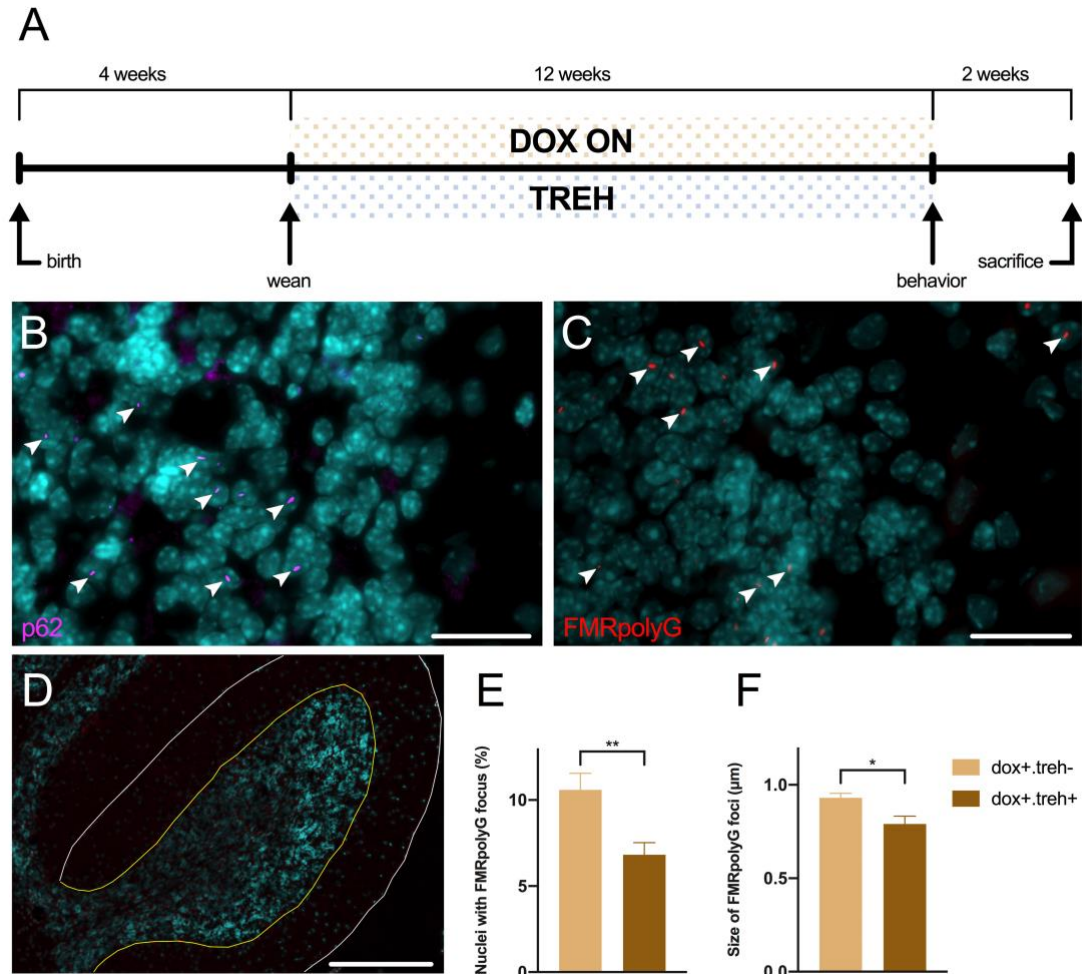 A
4 weeks
12 weeks
2 weeks
DOX ON
TREH
birth
wean
behavior
sacrifice
B
p62
C
FMRpolyG
D
E
Nuclei with FMRpolyG focus (%)
10
5
0
**
F
Size of FMRpolyG foci (µm)
1.0
0.5
0.0
*
dox+.treh-
dox+.treh+